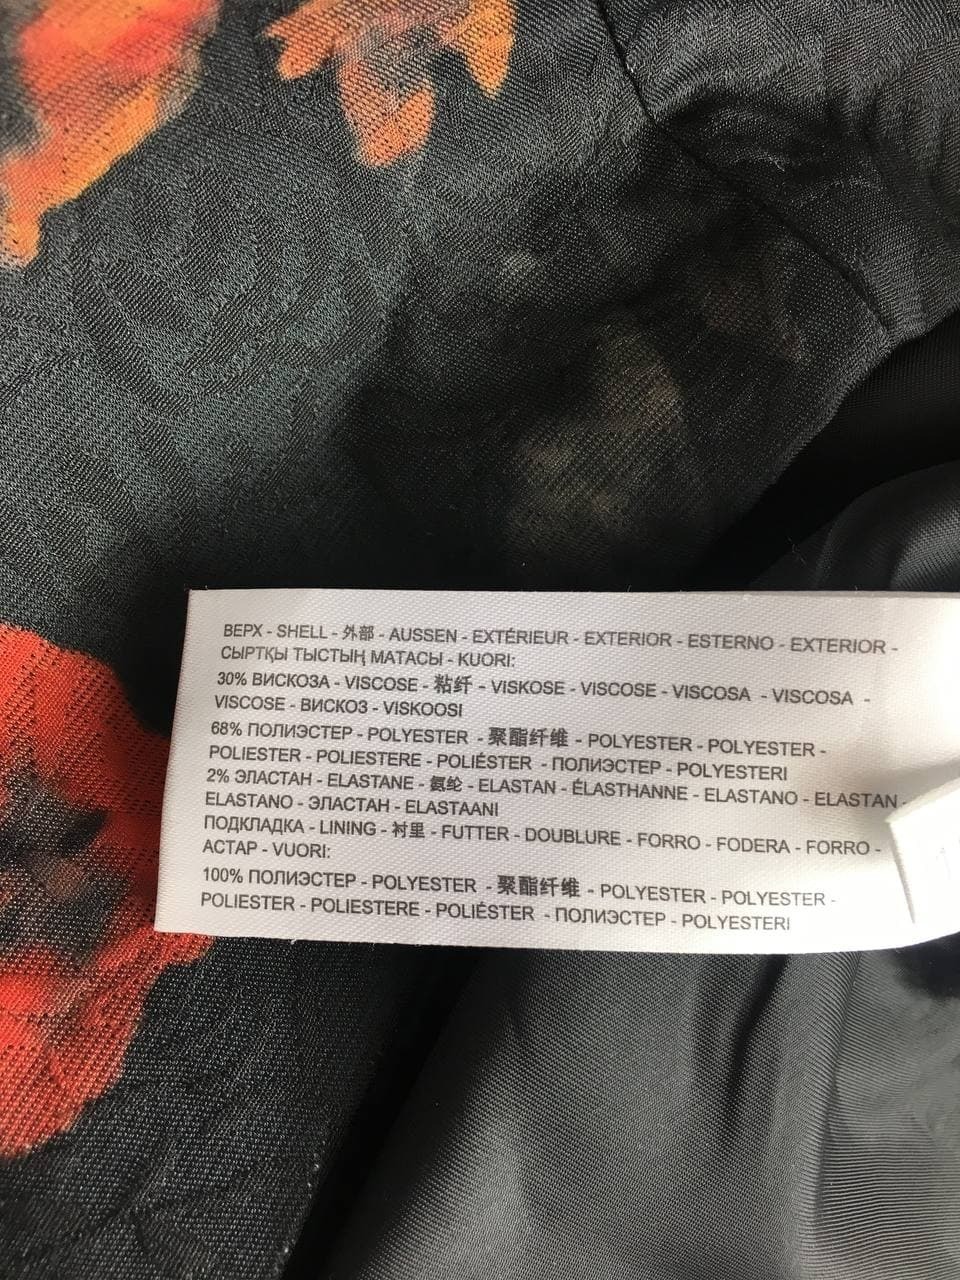 ВЕРХ - SHELL - 外部 - AUSSEN - EXTÉRIEUR - EXTERIOR - ESTERNO - EXTERIOR -
СЫРТҚЫ ТЫСТЫҢ МАТАСЫ - KUORI:
30% ВИСКОЗА - VISCOSE - 粘纤 - VISKOSE - VISCOSE - VISCOSA - VISCOSA -
VISCOSE - ВИСКОЗ - VISKOOSI
68% ПОЛИЭСТЕР - POLYESTER - 聚酯纤维 - POLYESTER - POLYESTER -
POLIESTER - POLIESTERE - POLIÉSTER - ПОЛИЭСТЕР - POLYESTERI
2% ЭЛАСТАН - ELASTANE - 氨纶 - ELASTAN - ÉLASTHANNE - ELASTANO - ELASTAN -
ELASTANO - ЭЛАСТАН - ELASTAANI
ПОДКЛАДКА - LINING - 衬里 - FUTTER - DOUBLURE - FORRO - FODERA - FORRO -
АСТАР - VUORI:
100% ПОЛИЭСТЕР - POLYESTER - 聚酯纤维 - POLYESTER - POLYESTER -
POLIESTER - POLIESTERE - POLIÉSTER - ПОЛИЭСТЕР - POLYESTERI